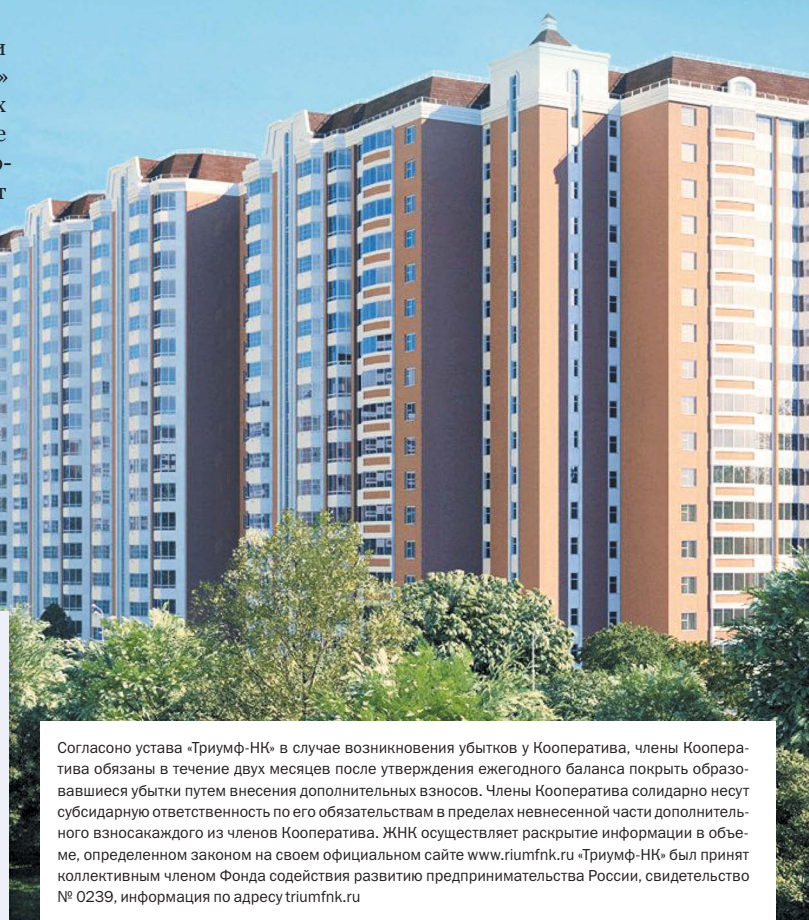 и
»
х
е
о-
т
Согласоно устава «Триумф-НК» в случае возникновения убытков у Кооператива, члены Коопера-
тива обязаны в течение двух месяцев после утверждения ежегодного баланса покрыть образо-
вавшиеся убытки путем внесения дополнительных взносов. Члены Кооператива солидарно несут
субсидарную ответственность по его обязательствам в пределах невнесенной части дополнитель-
ного взносакаждого из членов Кооператива. ЖНК осуществляет раскрытие информации в объе-
ме, определенном законом на своем официальном сайте www.riumfnk.ru «Триумф-НК» был принят
коллективным членом Фонда содействия развитию предпринимательства России, свидетельство
№ 0239, информация по адресу triumfnk.ru